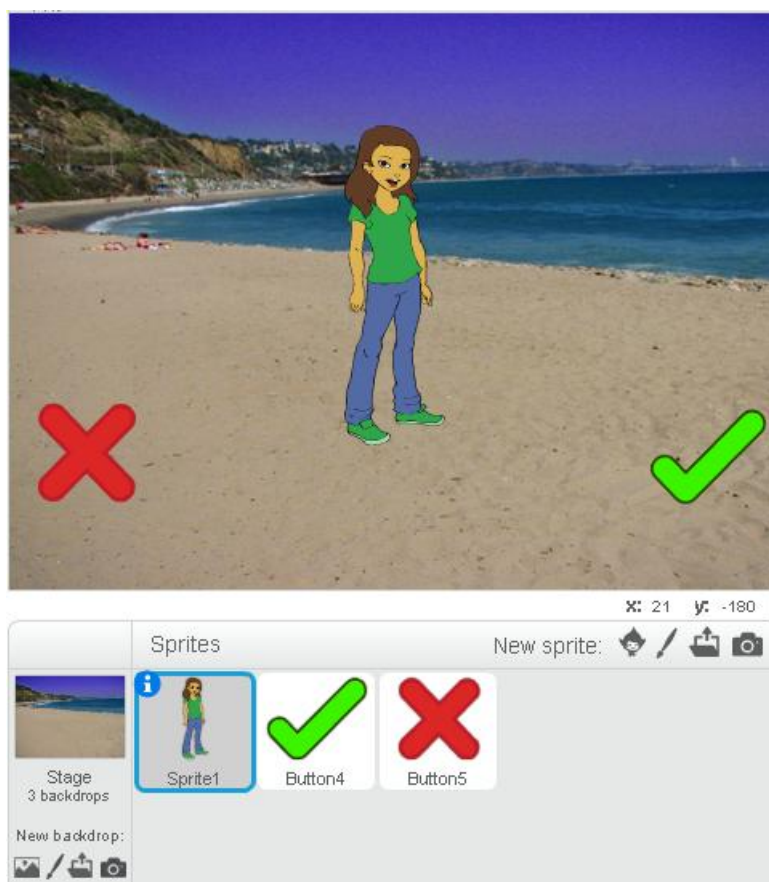 x: 21 y: -180
Sprites
New sprite:
Sprite1
Button4
Button5
Stage
3 backdrops
New backdrop: